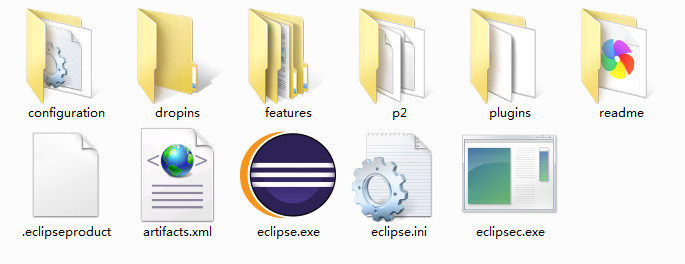 configuration dropins features p2 plugins readme
.eclipseproduct artifacts.xml eclipse.exe eclipse.ini eclipsec.exe